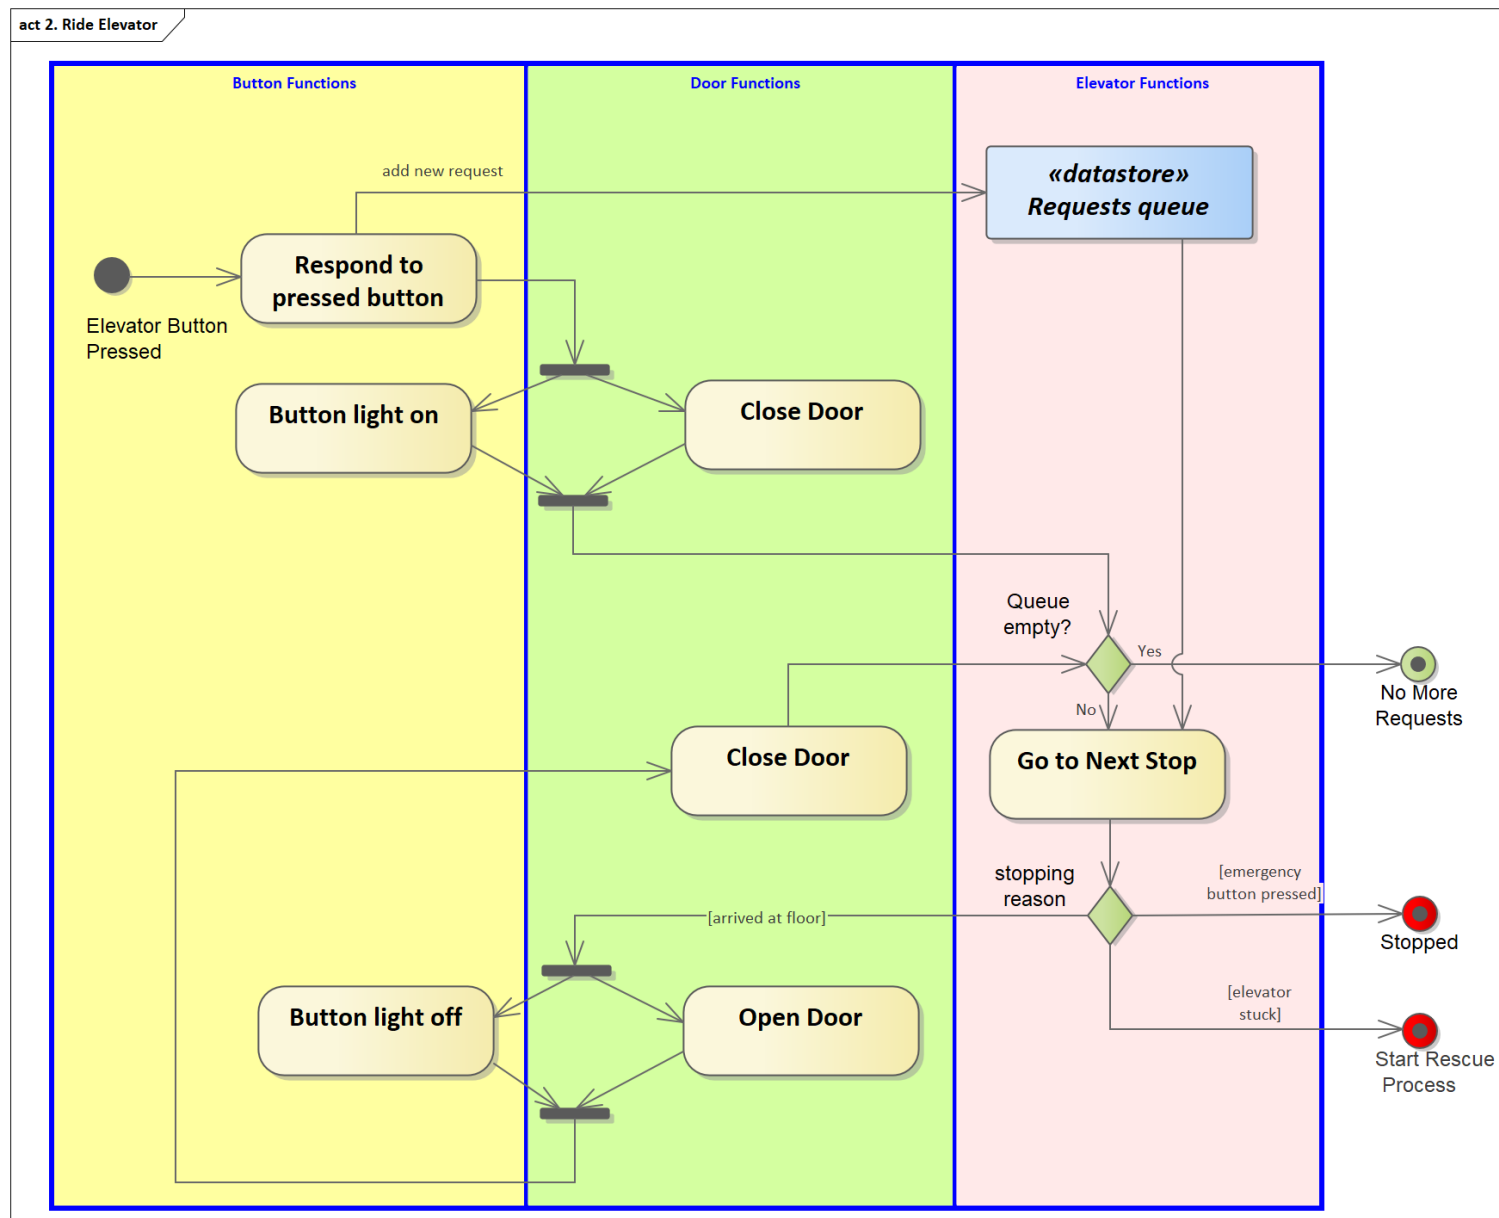 act 2. Ride Elevator
Button Functions
Door Functions
Elevator Functions
add new request
«datastore»
Requests queue
Respond to
pressed button
Elevator Button
Pressed
Button light on
Close Door
Queue
empty?
Yes
No More
Requests
No
Close Door
Go to Next Stop
stopping
reason
[emergency
button pressed]
[arrived at floor]
Stopped
[elevator
stuck]
Button light off
Open Door
Start Rescue
Process